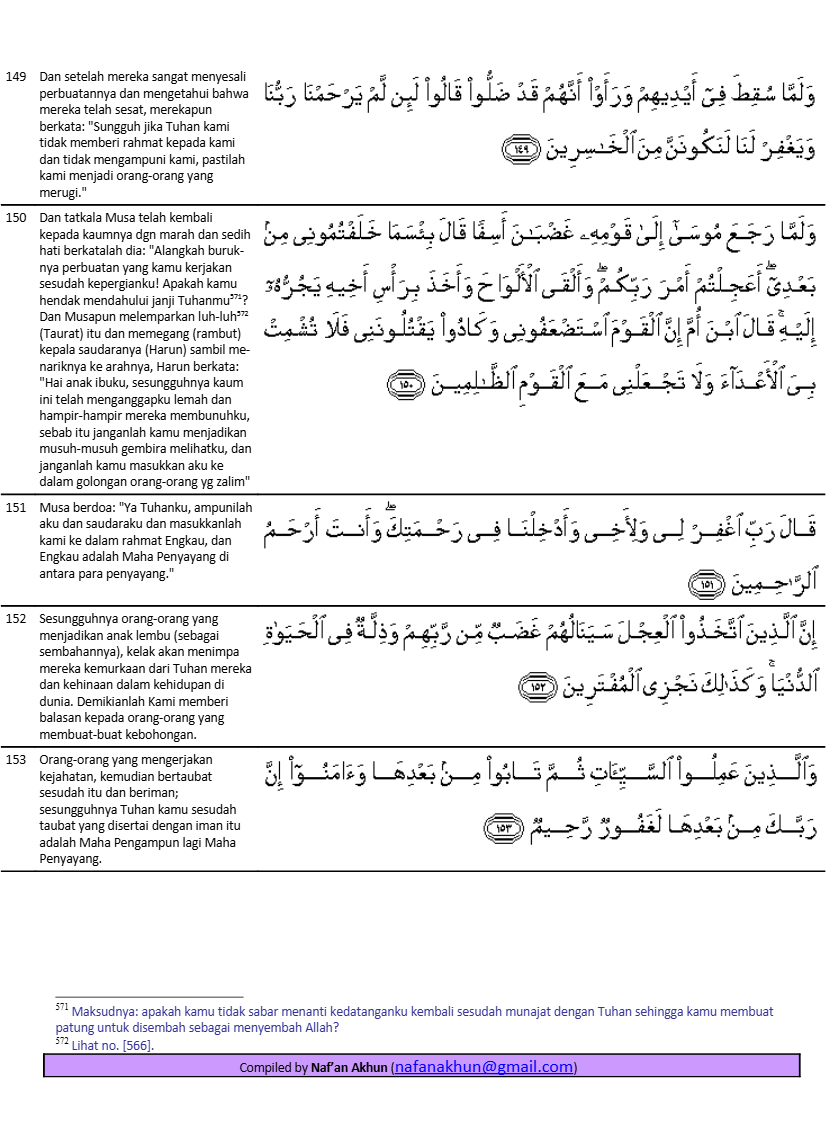 149 Dan setelah mereka sangat menyesali
perbuatannya dan mengetahui bahwa
mereka telah sesat, merekapun
berkata: "Sungguh jika Tuhan kami
tidak memberi rahmat kepada kami
dan tidak mengampuni kami, pastilah
kami menjadi orang-orang yang
merugi."
وَلَمَّا سُقِطَ فِىٓ أَيْدِيهِمْ وَرَأَوْا۟ أَنَّهُمْ قَدْ ضَلُّوا۟ قَالُوا۟ لَئِن لَّمْ يَرْحَمْنَا رَبُّنَا
وَيَغْفِرْ لَنَا لَنَكُونَنَّ مِنَ ٱلْخَـٰسِرِينَ ١٤٩
150 Dan tatkala Musa telah kembali
kepada kaumnya dgn marah dan sedih
hati berkatalah dia: "Alangkah buruk-
nya perbuatan yang kamu kerjakan
sesudah kepergianku! Apakah kamu
hendak mendahului janji Tuhanmu⁵⁷¹?
Dan Musapun melemparkan luh-luh⁵⁷²
(Taurat) itu dan memegang (rambut)
kepala saudaranya (Harun) sambil me-
nariknya ke arahnya, Harun berkata:
"Hai anak ibuku, sesungguhnya kaum
ini telah menganggapku lemah dan
hampir-hampir mereka membunuhku,
sebab itu janganlah kamu menjadikan
musuh-musuh gembira melihatku, dan
janganlah kamu masukkan aku ke
dalam golongan orang-orang yg zalim"
وَلَمَّا رَجَعَ مُوسَىٰٓ إِلَىٰ قَوْمِهِۦ غَضْبَـٰنَ أَسِفًا قَالَ بِئْسَمَا خَلَفْتُمُونِى مِنۢ
بَعْدِىٓ ۖ أَعَجِلْتُمْ أَمْرَ رَبِّكُمْ ۖ وَأَلْقَى ٱلْأَلْوَاحَ وَأَخَذَ بِرَأْسِ أَخِيهِ يَجُرُّهُۥٓ
إِلَيْهِ ۚ قَالَ ٱبْنَ أُمَّ إِنَّ ٱلْقَوْمَ ٱسْتَضْعَفُونِى وَكَادُوا۟ يَقْتُلُونَنِى فَلَا تُشْمِتْ
بِىَ ٱلْأَعْدَآءَ وَلَا تَجْعَلْنِى مَعَ ٱلْقَوْمِ ٱلظَّـٰلِمِينَ ١٥٠
151 Musa berdoa: "Ya Tuhanku, ampunilah
aku dan saudaraku dan masukkanlah
kami ke dalam rahmat Engkau, dan
Engkau adalah Maha Penyayang di
antara para penyayang."
قَالَ رَبِّ ٱغْفِرْ لِى وَلِأَخِى وَأَدْخِلْنَا فِى رَحْمَتِكَ ۖ وَأَنتَ أَرْحَمُ
ٱلرَّٰحِمِينَ ١٥١
152 Sesungguhnya orang-orang yang
menjadikan anak lembu (sebagai
sembahannya), kelak akan menimpa
mereka kemurkaan dari Tuhan mereka
dan kehinaan dalam kehidupan di
dunia. Demikianlah Kami memberi
balasan kepada orang-orang yang
membuat-buat kebohongan.
إِنَّ ٱلَّذِينَ ٱتَّخَذُوا۟ ٱلْعِجْلَ سَيَنَالُهُمْ غَضَبٌ مِّن رَّبِّهِمْ وَذِلَّةٌ فِى ٱلْحَيَوٰةِ
ٱلدُّنْيَا ۚ وَكَذَٰلِكَ نَجْزِى ٱلْمُفْتَرِينَ ١٥٢
153 Orang-orang yang mengerjakan
kejahatan, kemudian bertaubat
sesudah itu dan beriman;
sesungguhnya Tuhan kamu sesudah
taubat yang disertai dengan iman itu
adalah Maha Pengampun lagi Maha
Penyayang.
وَٱلَّذِينَ عَمِلُوا۟ ٱلسَّيِّـَٔاتِ ثُمَّ تَابُوا۟ مِنۢ بَعْدِهَا وَءَامَنُوٓا۟ إِنَّ
رَبَّكَ مِنۢ بَعْدِهَا لَغَفُورٌ رَّحِيمٌ ١٥٣
⁵⁷¹ Maksudnya: apakah kamu tidak sabar menanti kedatanganku kembali sesudah munajat dengan Tuhan sehingga kamu membuat
patung untuk disembah sebagai menyembah Allah?
⁵⁷² Lihat no. [566].
Compiled by Naf’an Akhun (nafanakhun@gmail.com)